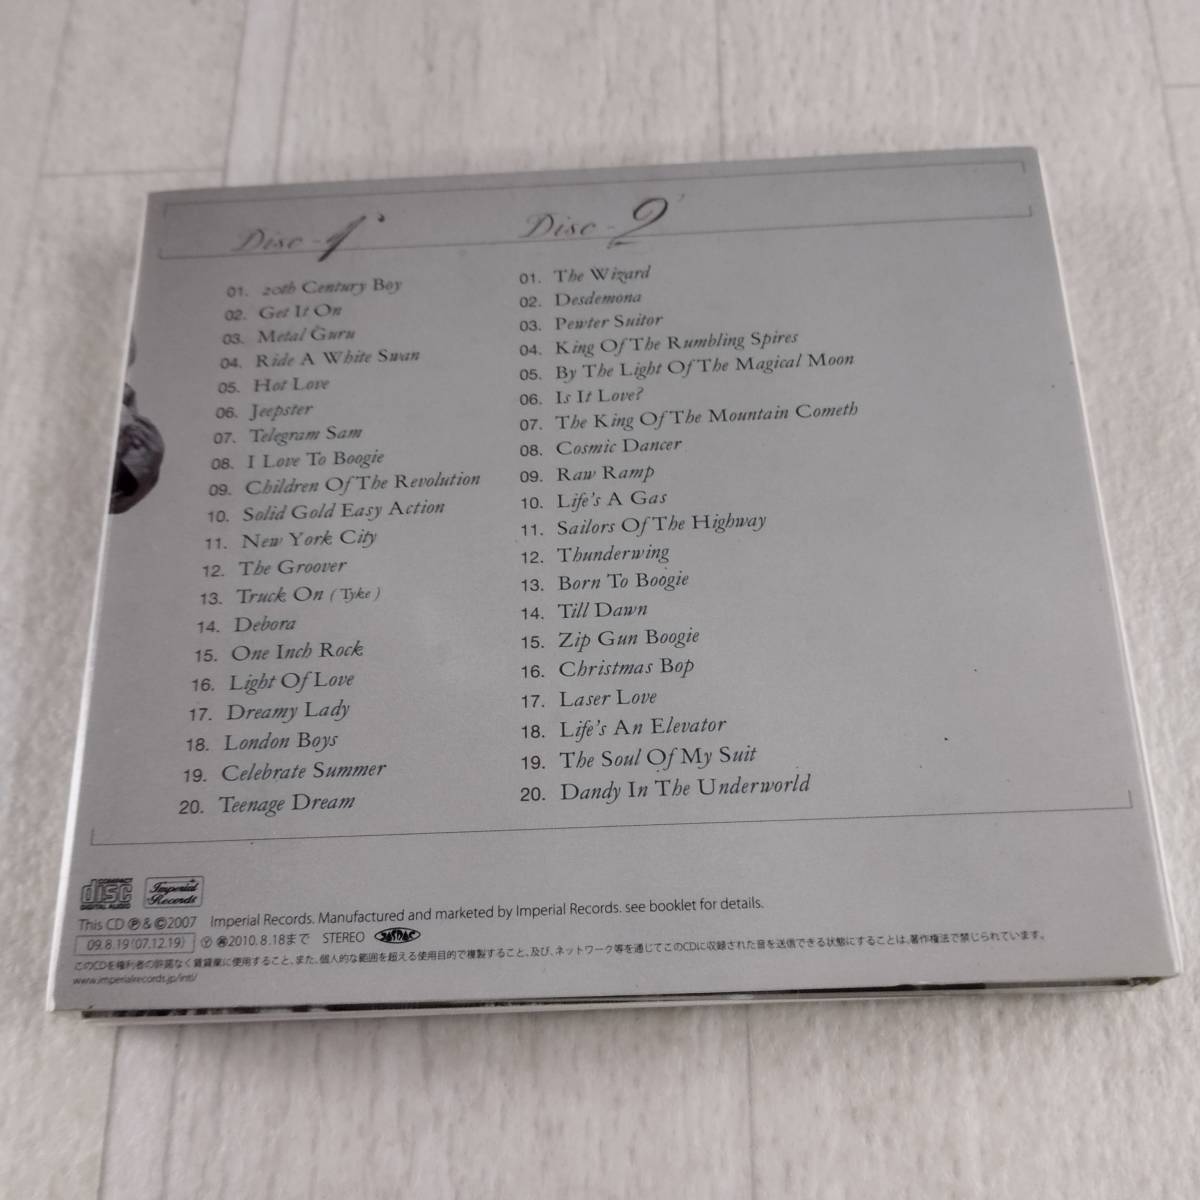 Disc - 1
01. 20th Century Boy
02. Get It On
03. Metal Guru
04. Ride A White Swan
05. Hot Love
06. Jeepster
07. Telegram Sam
08. I Love To Boogie
09. Children Of The Revolution
10. Solid Gold Easy Action
11. New York City
12. The Groover
13. Truck On (Tyke)
14. Debora
15. One Inch Rock
16. Light Of Love
17. Dreamy Lady
18. London Boys
19. Celebrate Summer
20. Teenage Dream
Disc - 2
01. The Wizard
02. Desdemona
03. Pewter Suitor
04. King Of The Rumbling Spires
05. By The Light Of The Magical Moon
06. Is It Love?
07. The King Of The Mountain Cometh
08. Cosmic Dancer
09. Raw Ramp
10. Life's A Gas
11. Sailors Of The Highway
12. Thunderwing
13. Born To Boogie
14. Till Dawn
15. Zip Gun Boogie
16. Christmas Bop
17. Laser Love
18. Life's An Elevator
19. The Soul Of My Suit
20. Dandy In The Underworld
COMPACT
disc
DIGITAL AUDIO
Imperial
Records
This CD Ⓟ & ©2007 Imperial Records. Manufactured and marketed by Imperial Records. see booklet for details.
09.8.19 (07.12.19) Ⓨ 2010.8.18まで STEREO JASRAC
このCDを権利者の許諾なく賃貸業に使用すること、また、個人的な範囲を超える使用目的で複製すること、及び、ネットワーク等を通じてこのCDに収録された音を送信できる状態にすることは、著作権法で禁じられています。
www.imperialrecords.jp/intl/